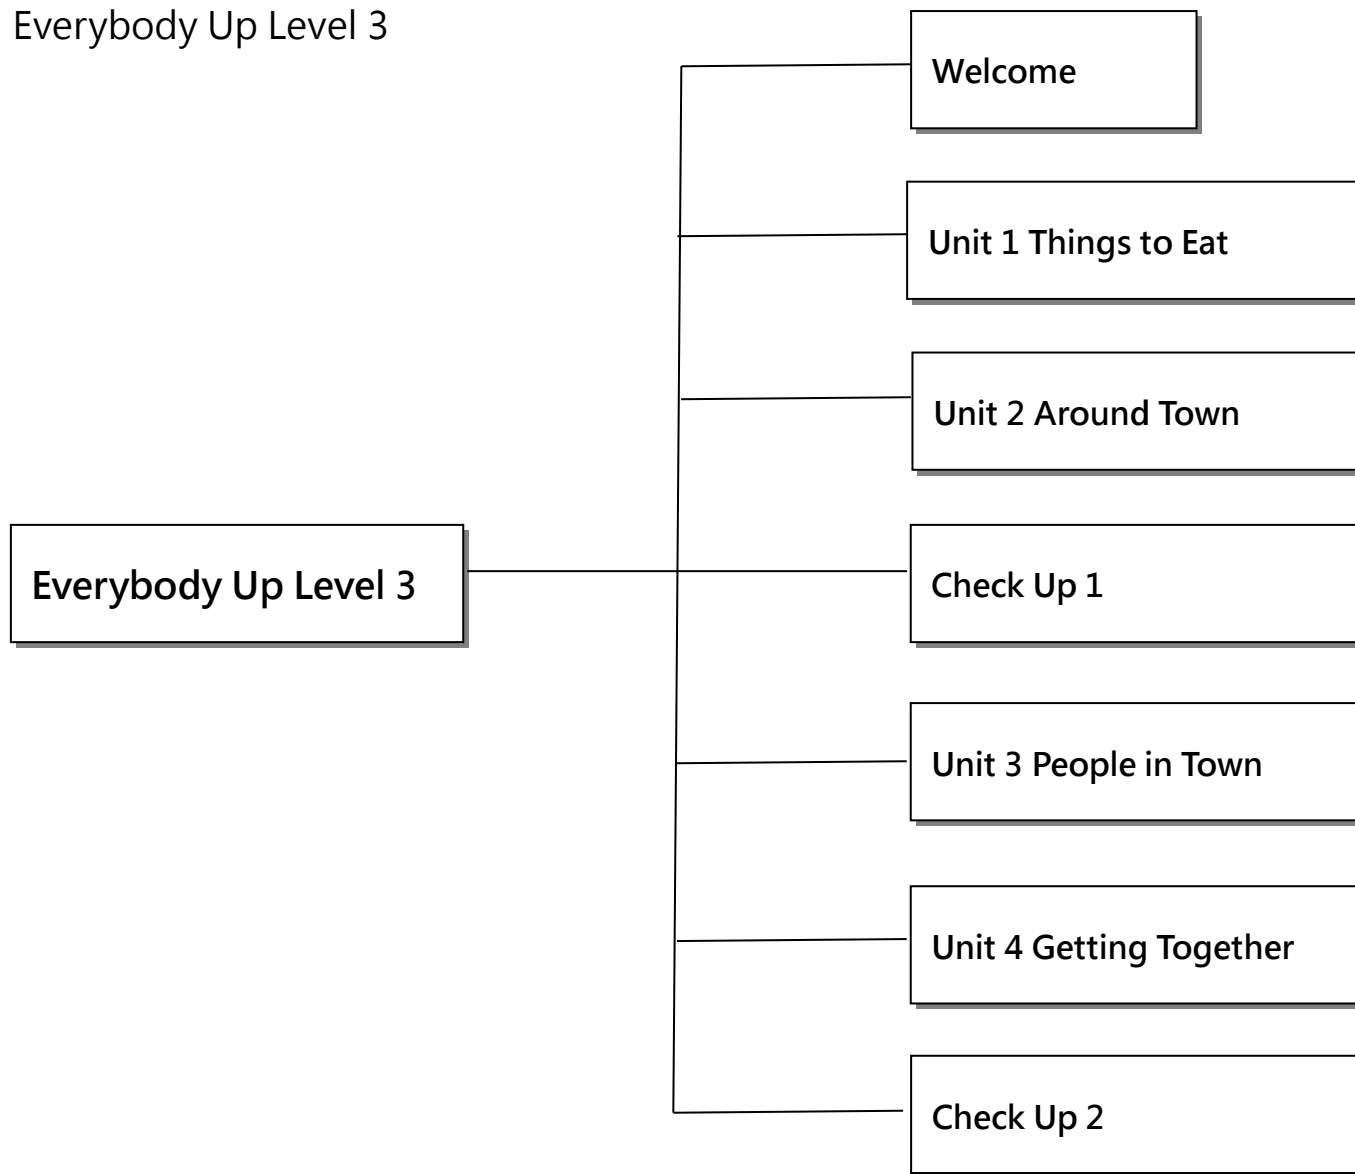 Everybody Up Level 3
Welcome
Unit 1 Things to Eat
Unit 2 Around Town
Everybody Up Level 3
Check Up 1
Unit 3 People in Town
Unit 4 Getting Together
Check Up 2